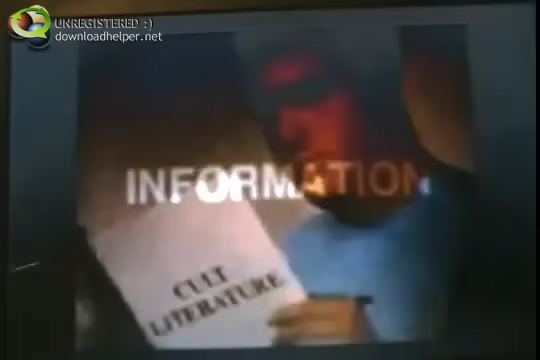 UNREGISTERED :)
downloadhelper.net
INFORMATION
CULT
LITERATURE